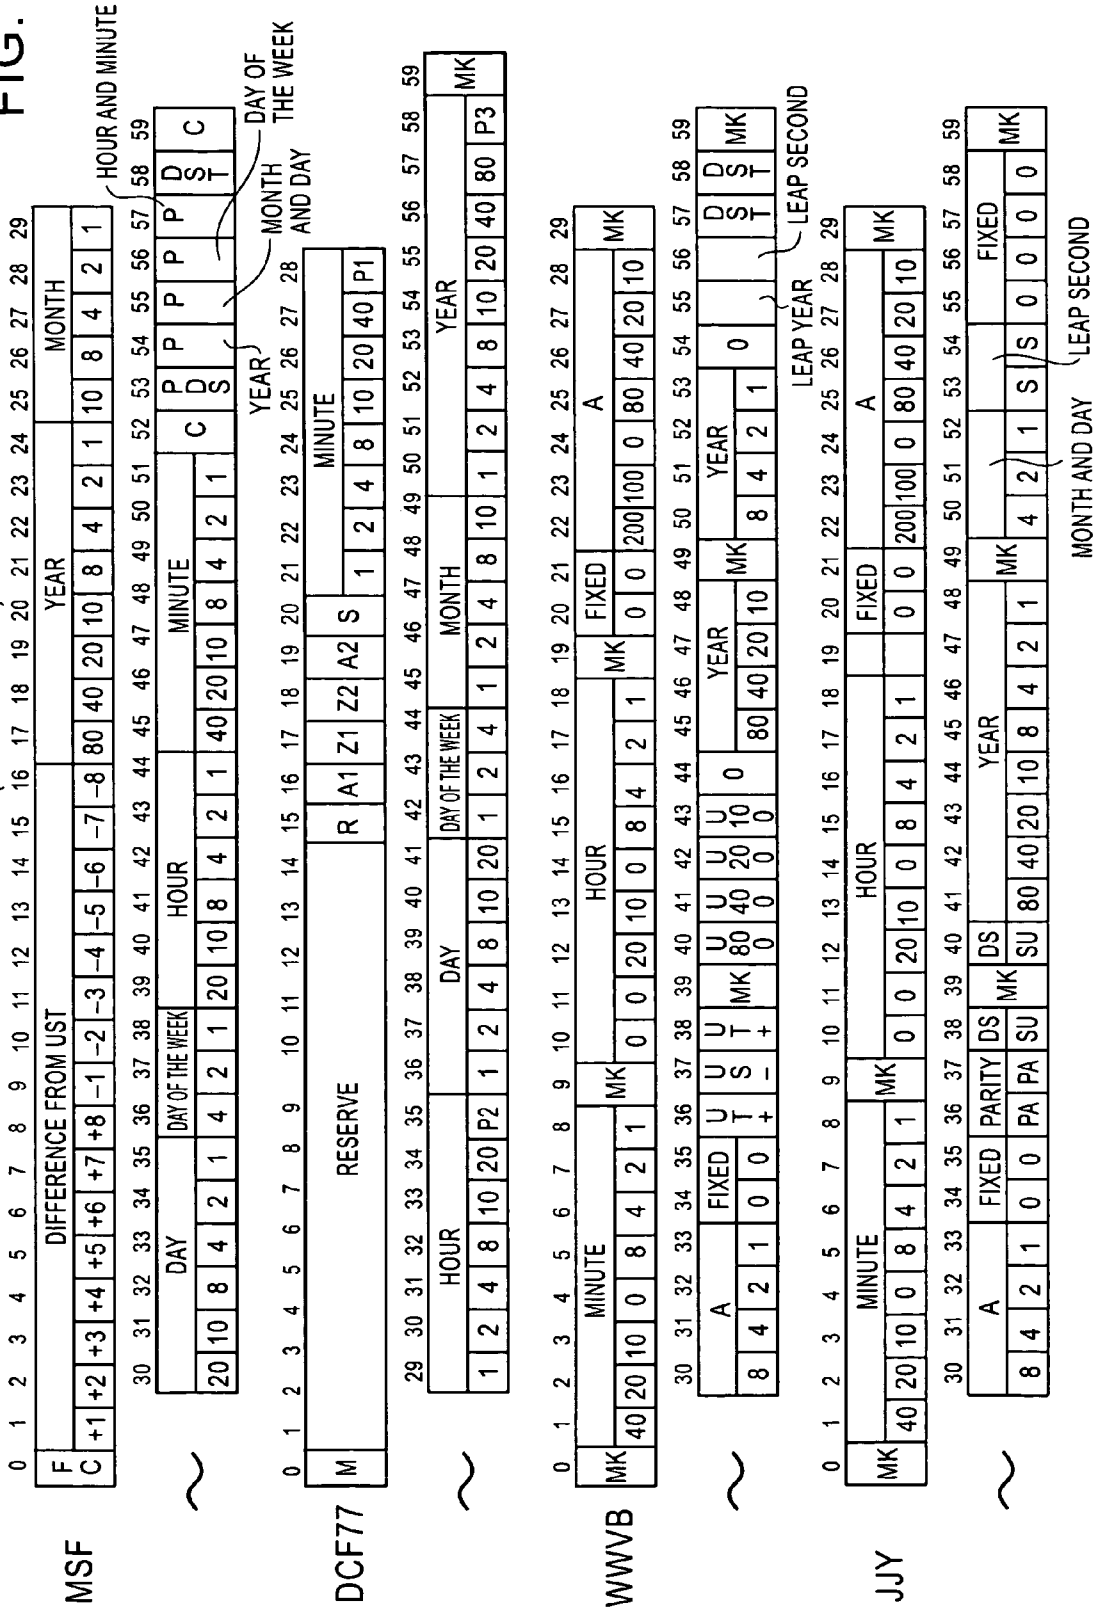 FIG.
MSF
0 1 2 3 4 5 6 7 8 9 10 11 12 13 14 15 16 17 18 19 20 21 22 23 24 25 26 27 28 29
F C DIFFERENCE FROM UST YEAR MONTH
+1 +2 +3 +4 +5 +6 +7 +8 -1 -2 -3 -4 -5 -6 -7 -8 80 40 20 10 8 4 2 1 10 8 4 2 1
30 31 32 33 34 35 36 37 38 39 40 41 42 43 44 45 46 47 48 49 50 51 52 53 54 55 56 57 58 59
DAY DAY OF THE WEEK HOUR MINUTE C P DS P P P P DST C
20 10 8 4 2 1 4 2 1 20 10 8 4 2 1 40 20 10 8 4 2 1
HOUR AND MINUTE
DAY OF THE WEEK
MONTH AND DAY
YEAR
DCF77
0 1 2 3 4 5 6 7 8 9 10 11 12 13 14 15 16 17 18 19 20 21 22 23 24 25 26 27 28
M RESERVE R A1 Z1 Z2 A2 S MINUTE
1 2 4 8 10 20 40 P1
29 30 31 32 33 34 35 36 37 38 39 40 41 42 43 44 45 46 47 48 49 50 51 52 53 54 55 56 57 58 59
HOUR DAY DAY OF THE WEEK MONTH YEAR MK
1 2 4 8 10 20 P2 1 2 4 8 10 20 1 2 4 1 2 4 8 10 1 2 4 8 10 20 40 80 P3
WWVB
0 1 2 3 4 5 6 7 8 9 10 11 12 13 14 15 16 17 18 19 20 21 22 23 24 25 26 27 28 29
MK MINUTE MK HOUR MK FIXED A MK
40 20 10 0 8 4 2 1 0 0 20 10 0 8 4 2 1 0 0 200 100 0 80 40 20 10
30 31 32 33 34 35 36 37 38 39 40 41 42 43 44 45 46 47 48 49 50 51 52 53 54 55 56 57 58 59
A FIXED UT+ US- UT+ MK U800 U400 U200 U100 0 YEAR MK YEAR 0 DST DST MK
8 4 2 1 0 0 80 40 20 10 8 4 2 1
LEAP YEAR
LEAP SECOND
JJY
0 1 2 3 4 5 6 7 8 9 10 11 12 13 14 15 16 17 18 19 20 21 22 23 24 25 26 27 28 29
MK MINUTE MK HOUR FIXED A MK
40 20 10 0 8 4 2 1 0 0 20 10 0 8 4 2 1 0 0 200 100 0 80 40 20 10
30 31 32 33 34 35 36 37 38 39 40 41 42 43 44 45 46 47 48 49 50 51 52 53 54 55 56 57 58 59
A FIXED PARITY DS MK DS YEAR MK FIXED MK
8 4 2 1 0 0 PA PA SU SU 80 40 20 10 8 4 2 1 4 2 1 S S 0 0 0 0
MONTH AND DAY
LEAP SECOND